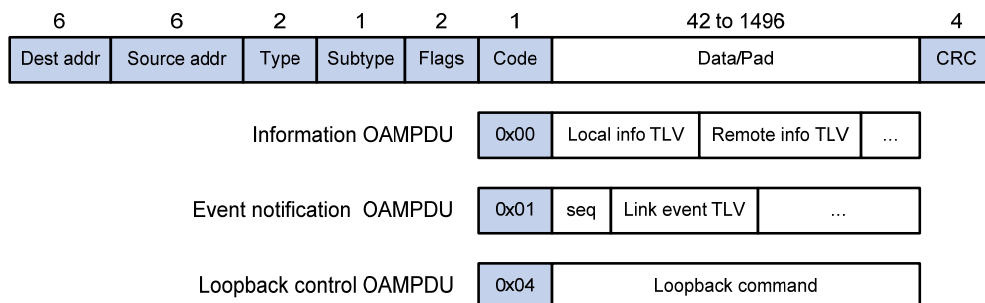 6 6 2 1 2 1 42 to 1496 4
Dest addr Source addr Type Subtype Flags Code Data/Pad CRC
Information OAMPDU 0x00 Local info TLV Remote info TLV ...
Event notification OAMPDU 0x01 seq Link event TLV ...
Loopback control OAMPDU 0x04 Loopback command